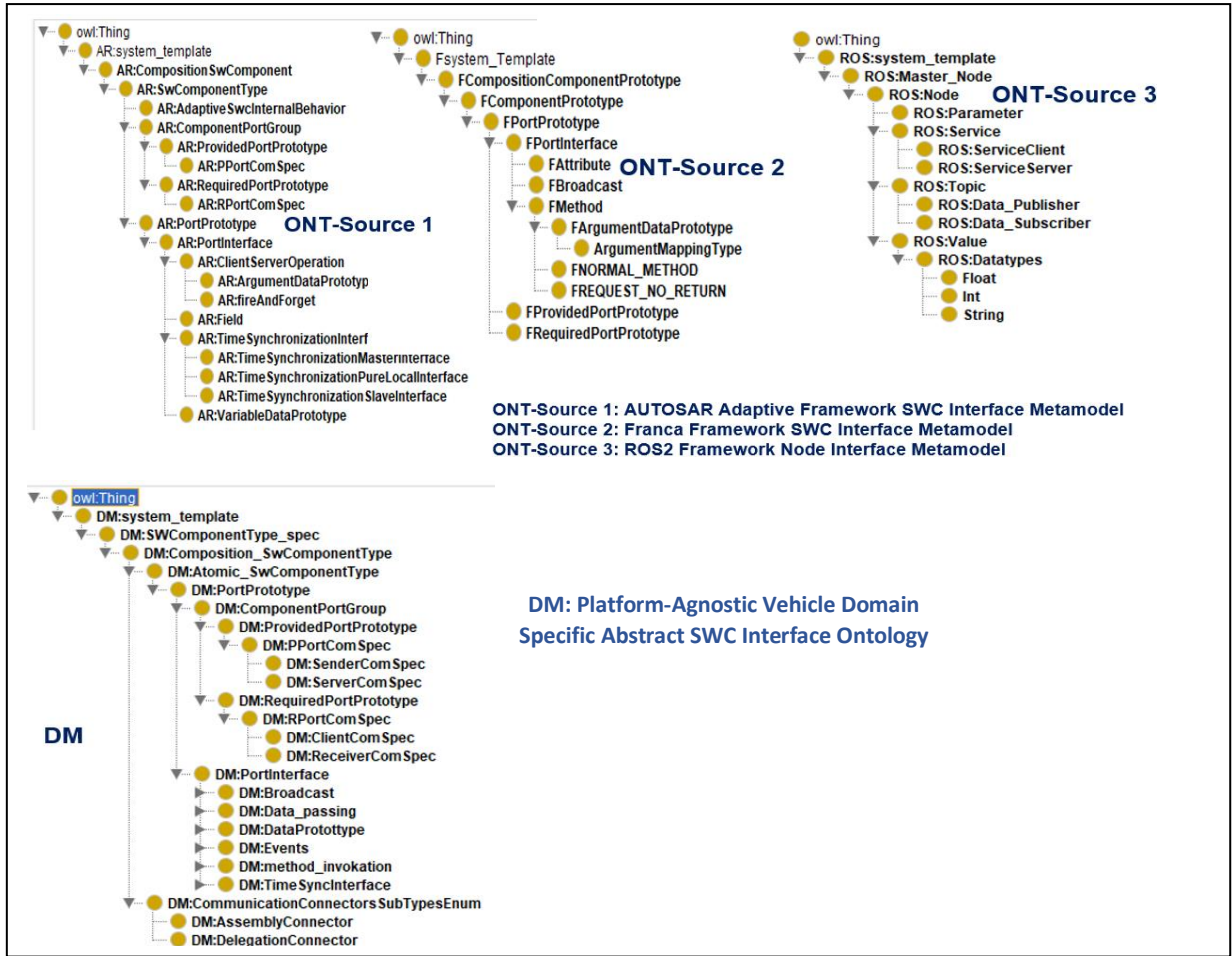 owl:Thing
AR:system_template
AR:CompositionSwComponent
AR:SwComponentType
AR:AdaptiveSwcInternalBehavior
AR:ComponentPortGroup
AR:ProvidedPortPrototype
AR:PPortComSpec
AR:RequiredPortPrototype
AR:RPortComSpec
AR:PortPrototype
ONT-Source 1
AR:PortInterface
AR:ClientServerOperation
AR:ArgumentDataPrototyp
AR:fireAndForget
AR:Field
AR:TimeSynchronizationInterf
AR:TimeSynchronizationMasterInterface
AR:TimeSynchronizationPureLocalInterface
AR:TimeSyynchronizationSlaveInterface
AR:VariableDataPrototype
owl:Thing
Fsystem_Template
FCompositionComponentPrototype
FComponentPrototype
FPortPrototype
FPortInterface
FAttribute
ONT-Source 2
FBroadcast
FMethod
FArgumentDataPrototype
ArgumentMappingType
FNORMAL_METHOD
FREQUEST_NO_RETURN
FProvidedPortPrototype
FRequiredPortPrototype
owl:Thing
ROS:system_template
ROS:Master_Node
ROS:Node
ONT-Source 3
ROS:Parameter
ROS:Service
ROS:ServiceClient
ROS:ServiceServer
ROS:Topic
ROS:Data_Publisher
ROS:Data_Subscriber
ROS:Value
ROS:Datatypes
Float
Int
String
ONT-Source 1: AUTOSAR Adaptive Framework SWC Interface Metamodel
ONT-Source 2: Franca Framework SWC Interface Metamodel
ONT-Source 3: ROS2 Framework Node Interface Metamodel
owl:Thing
DM:system_template
DM:SWComponentType_spec
DM:Composition_SwComponentType
DM:Atomic_SwComponentType
DM:PortPrototype
DM:ComponentPortGroup
DM:ProvidedPortPrototype
DM:PPortComSpec
DM:SenderComSpec
DM:ServerComSpec
DM:RequiredPortPrototype
DM:RPortComSpec
DM:ClientComSpec
DM:ReceiverComSpec
DM:PortInterface
DM:Broadcast
DM:Data_passing
DM:DataProtottype
DM:Events
DM:method_invokation
DM:TimeSyncInterface
DM:CommunicationConnectorsSubTypesEnum
DM:AssemblyConnector
DM:DelegationConnector
DM
DM: Platform-Agnostic Vehicle Domain
Specific Abstract SWC Interface Ontology